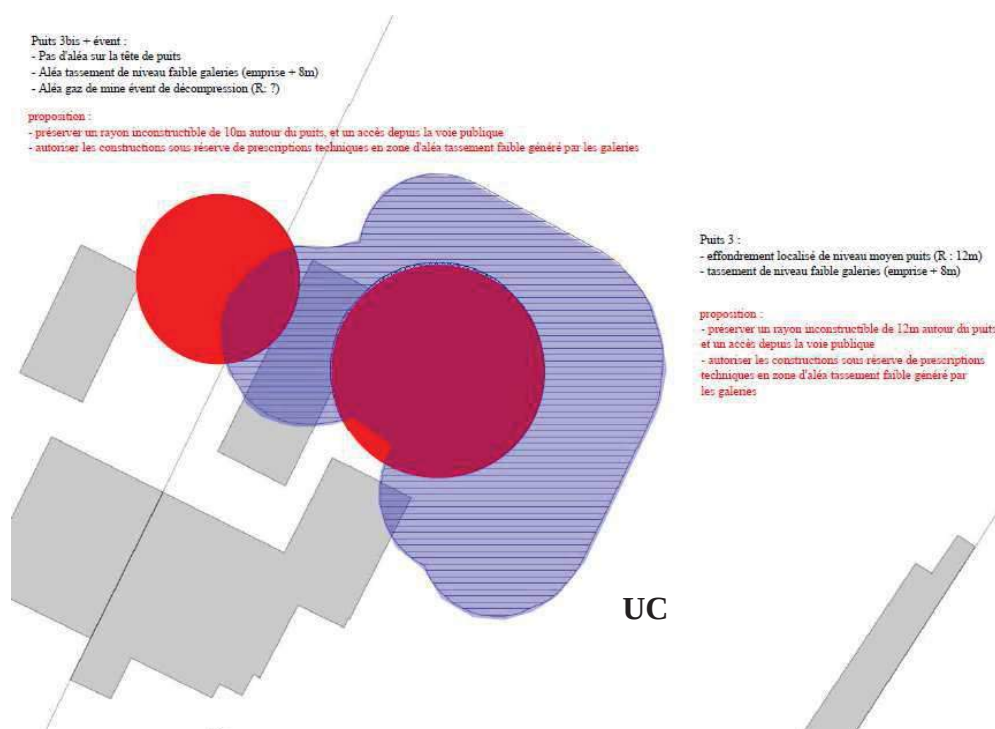 Puits 3bis + évent :
- Pas d'aléa sur la tête de puits
- Aléa tassement de niveau faible galeries (emprise + 8m)
- Aléa gaz de mine évent de décompression (R: ?)
proposition :
- préserver un rayon inconstructible de 10m autour du puits, et un accès depuis la voie publique
- autoriser les constructions sous réserve de prescriptions techniques en zone d'aléa tassement faible généré par les galeries
Puits 3 :
- effondrement localisé de niveau moyen puits (R : 12m)
- tassement de niveau faible galeries (emprise + 8m)
proposition :
- préserver un rayon inconstructible de 12m autour du puits
et un accès depuis la voie publique
- autoriser les constructions sous réserve de prescriptions
techniques en zone d'aléa tassement faible généré par
les galeries
UC